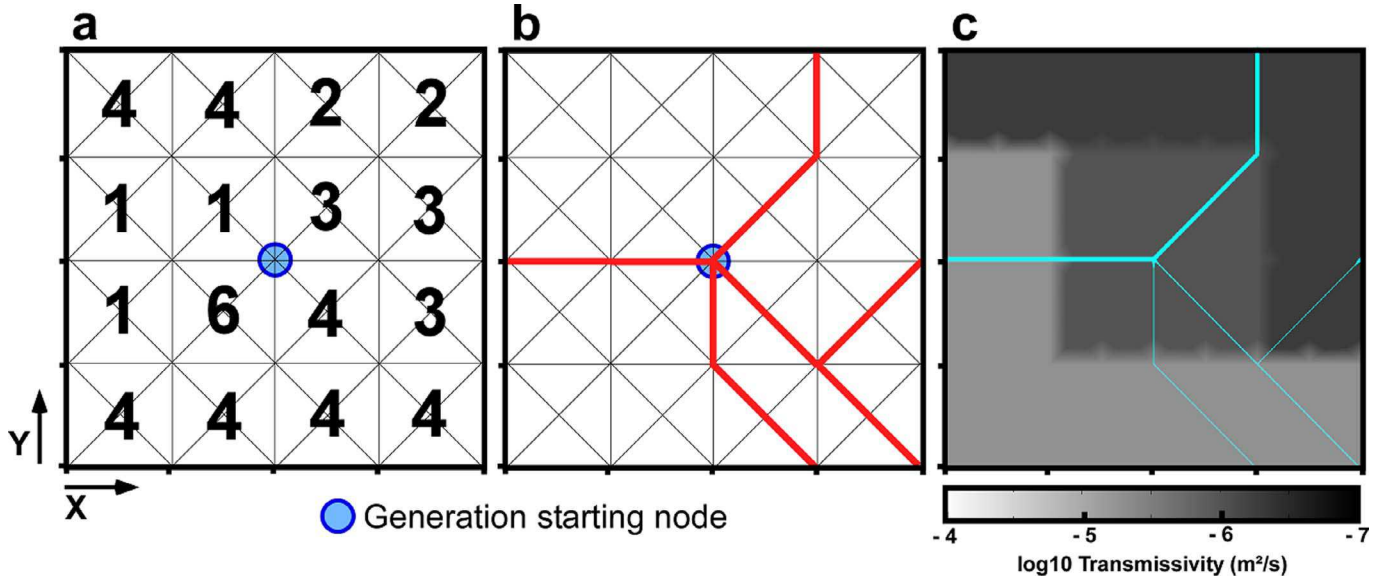 a b c
4 4 2 2
1 1 3 3
1 6 4 3
4 4 4 4
Y
X
Generation starting node
- 4 - 5 - 6 - 7
log10 Transmissivity (m²/s)